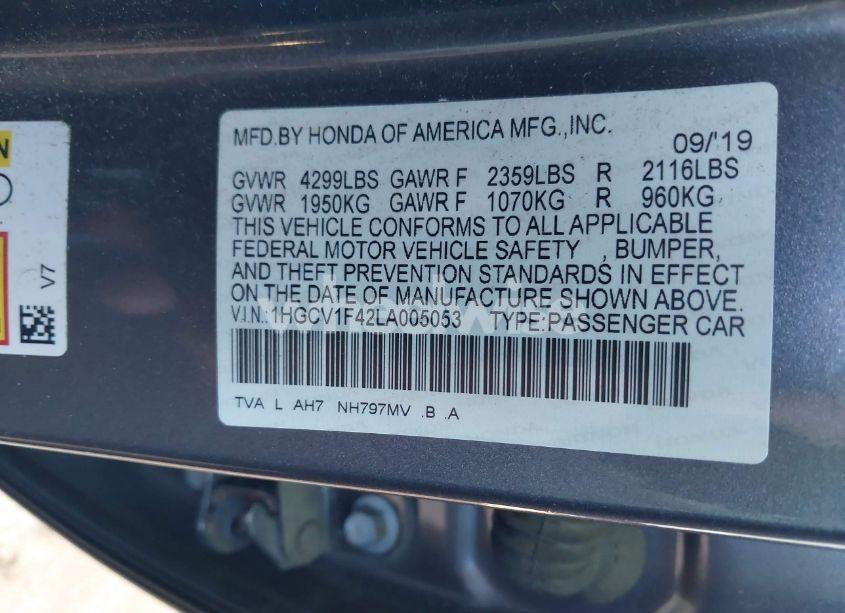 N
V7
MFD.BY HONDA OF AMERICA MFG.,INC.
09/'19
GVWR 4299LBS GAWR F 2359LBS R 2116LBS
GVWR 1950KG GAWR F 1070KG R 960KG
THIS VEHICLE CONFORMS TO ALL APPLICABLE
FEDERAL MOTOR VEHICLE SAFETY , BUMPER,
AND THEFT PREVENTION STANDARDS IN EFFECT
ON THE DATE OF MANUFACTURE SHOWN ABOVE.
V.I.N.:1HGCV1F42LA005053 TYPE:PASSENGER CAR
TVA L AH7 NH797MV .B .A